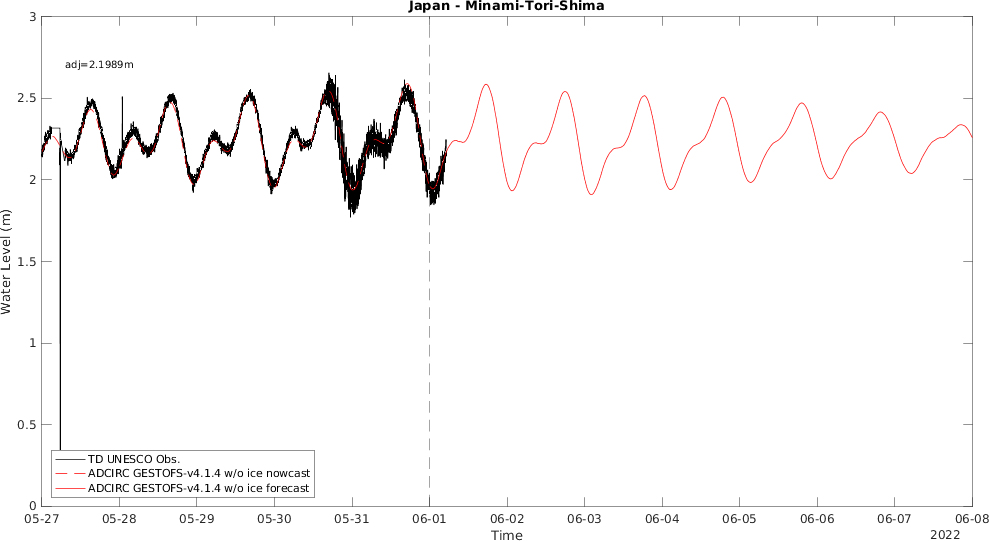 Japan - Minami-Tori-Shima
3
adj=2.1989m
2.5
2
1.5
1
0.5
0
Water Level (m)
TD UNESCO Obs.
ADCIRC GESTOFS-v4.1.4 w/o ice nowcast
ADCIRC GESTOFS-v4.1.4 w/o ice forecast
05-27 05-28 05-29 05-30 05-31 06-01 06-02 06-03 06-04 06-05 06-06 06-07 06-08
Time
2022